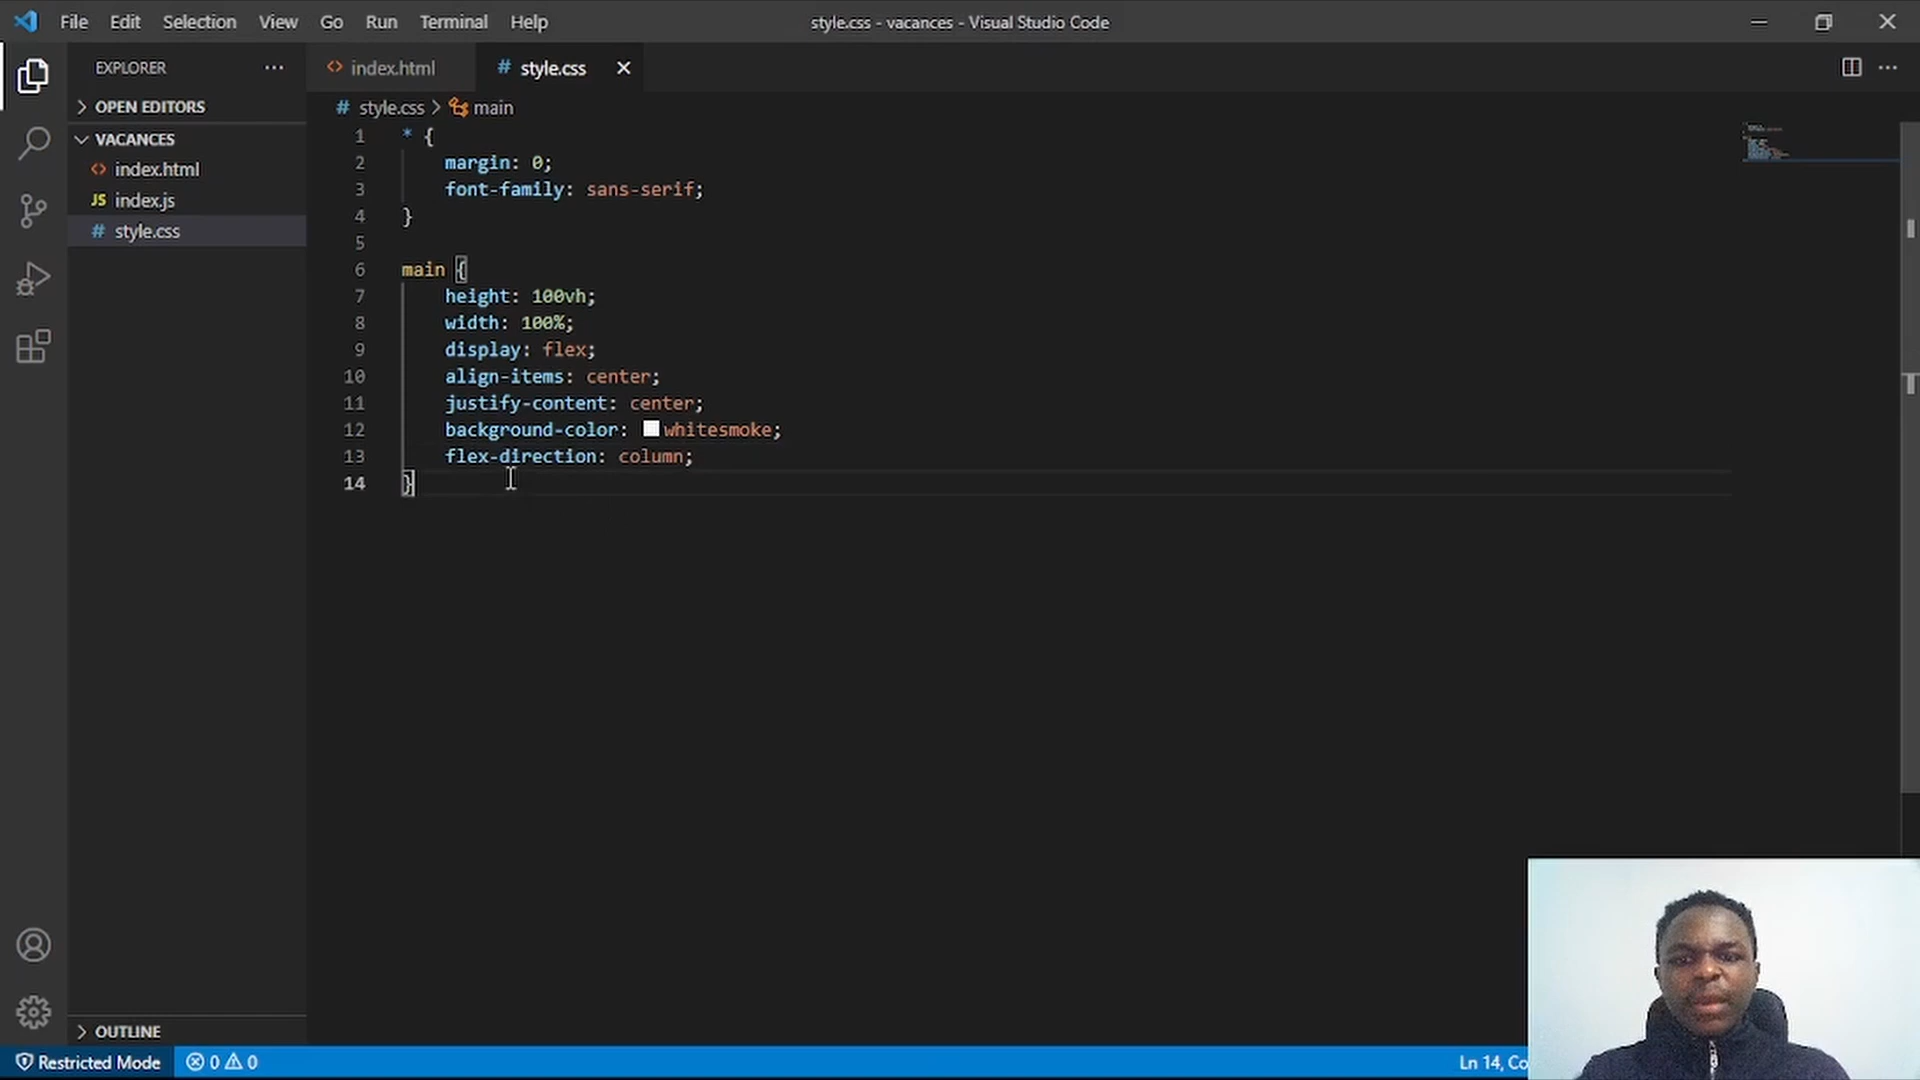 File Edit Selection View Go Run Terminal Help style.css - vacances - Visual Studio Code
EXPLORER
OPEN EDITORS
VACANCES
index.html
JS index.js
# style.css
OUTLINE
index.html # style.css
# style.css > main
1 * {
2 margin: 0;
3 font-family: sans-serif;
4 }
5
6 main {
7 height: 100vh;
8 width: 100%;
9 display: flex;
10 align-items: center;
11 justify-content: center;
12 background-color: whitesmoke;
13 flex-direction: column;
14 }
Restricted Mode 0 0 Ln 14, Co